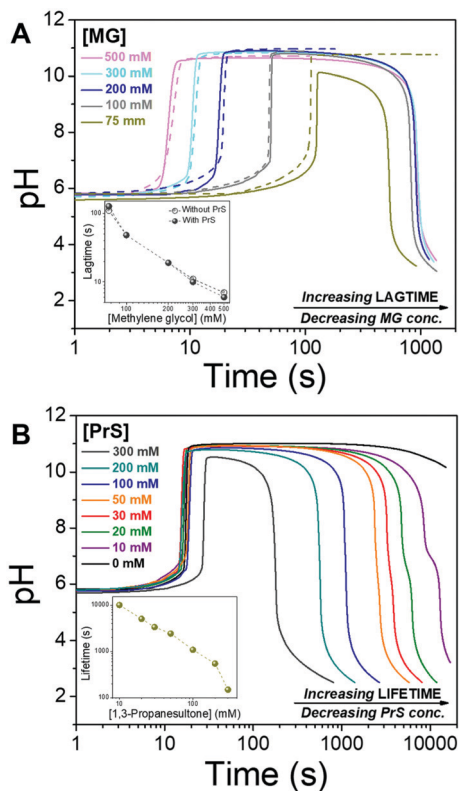 A
[MG]
500 mM
300 mM
200 mM
100 mM
75 mm
12
10
8
6
4
2
pH
Lagtime (s)
100
10
Without PrS
With PrS
100
200
300
400
500
[Methylene glycol] (mM)
Increasing LAGTIME
Decreasing MG conc.
1
10
100
1000
Time (s)
B
[PrS]
300 mM
200 mM
100 mM
50 mM
30 mM
20 mM
10 mM
0 mM
12
10
8
6
4
2
pH
Lifetime (s)
10000
1000
100
10
100
[1,3-Propanesultone] (mM)
Increasing LIFETIME
Decreasing PrS conc.
1
10
100
1000
10000
Time (s)